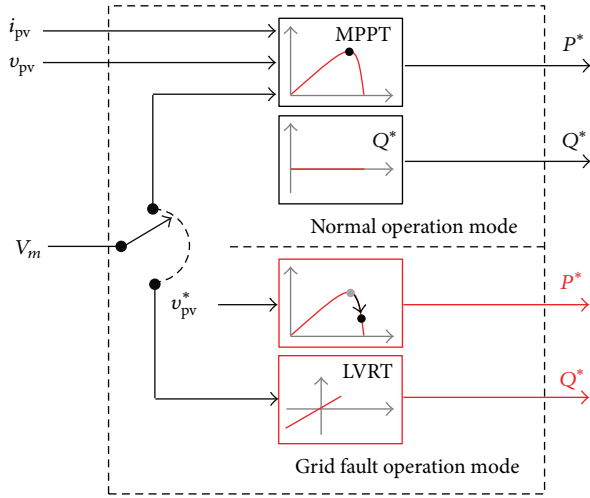 i_pv
v_pv
MPPT
P*
Q*
Q*
Normal operation mode
V_m
v*_pv
P*
LVRT
Q*
Grid fault operation mode